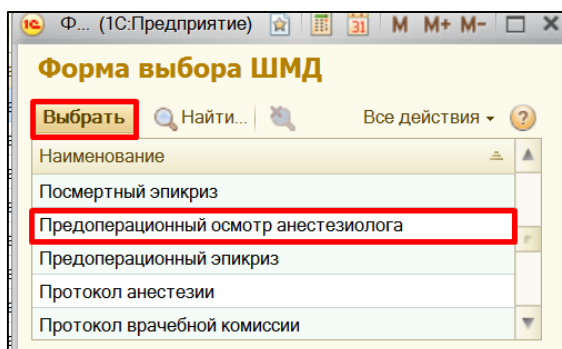 Ф... (1С:Предприятие) 31 M M+ M-
Форма выбора ШМД
Выбрать Найти... Все действия ?
Наименование
Посмертный эпикриз
Предоперационный осмотр анестезиолога
Предоперационный эпикриз
Протокол анестезии
Протокол врачебной комиссии